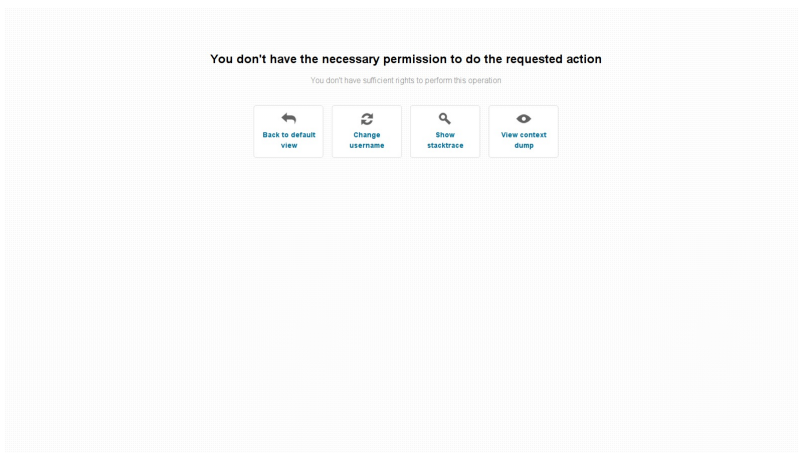 You don't have the necessary permission to do the requested action
You don't have sufficient rights to perform this operation
Back to default
view
Change
username
Show
stacktrace
View context
dump